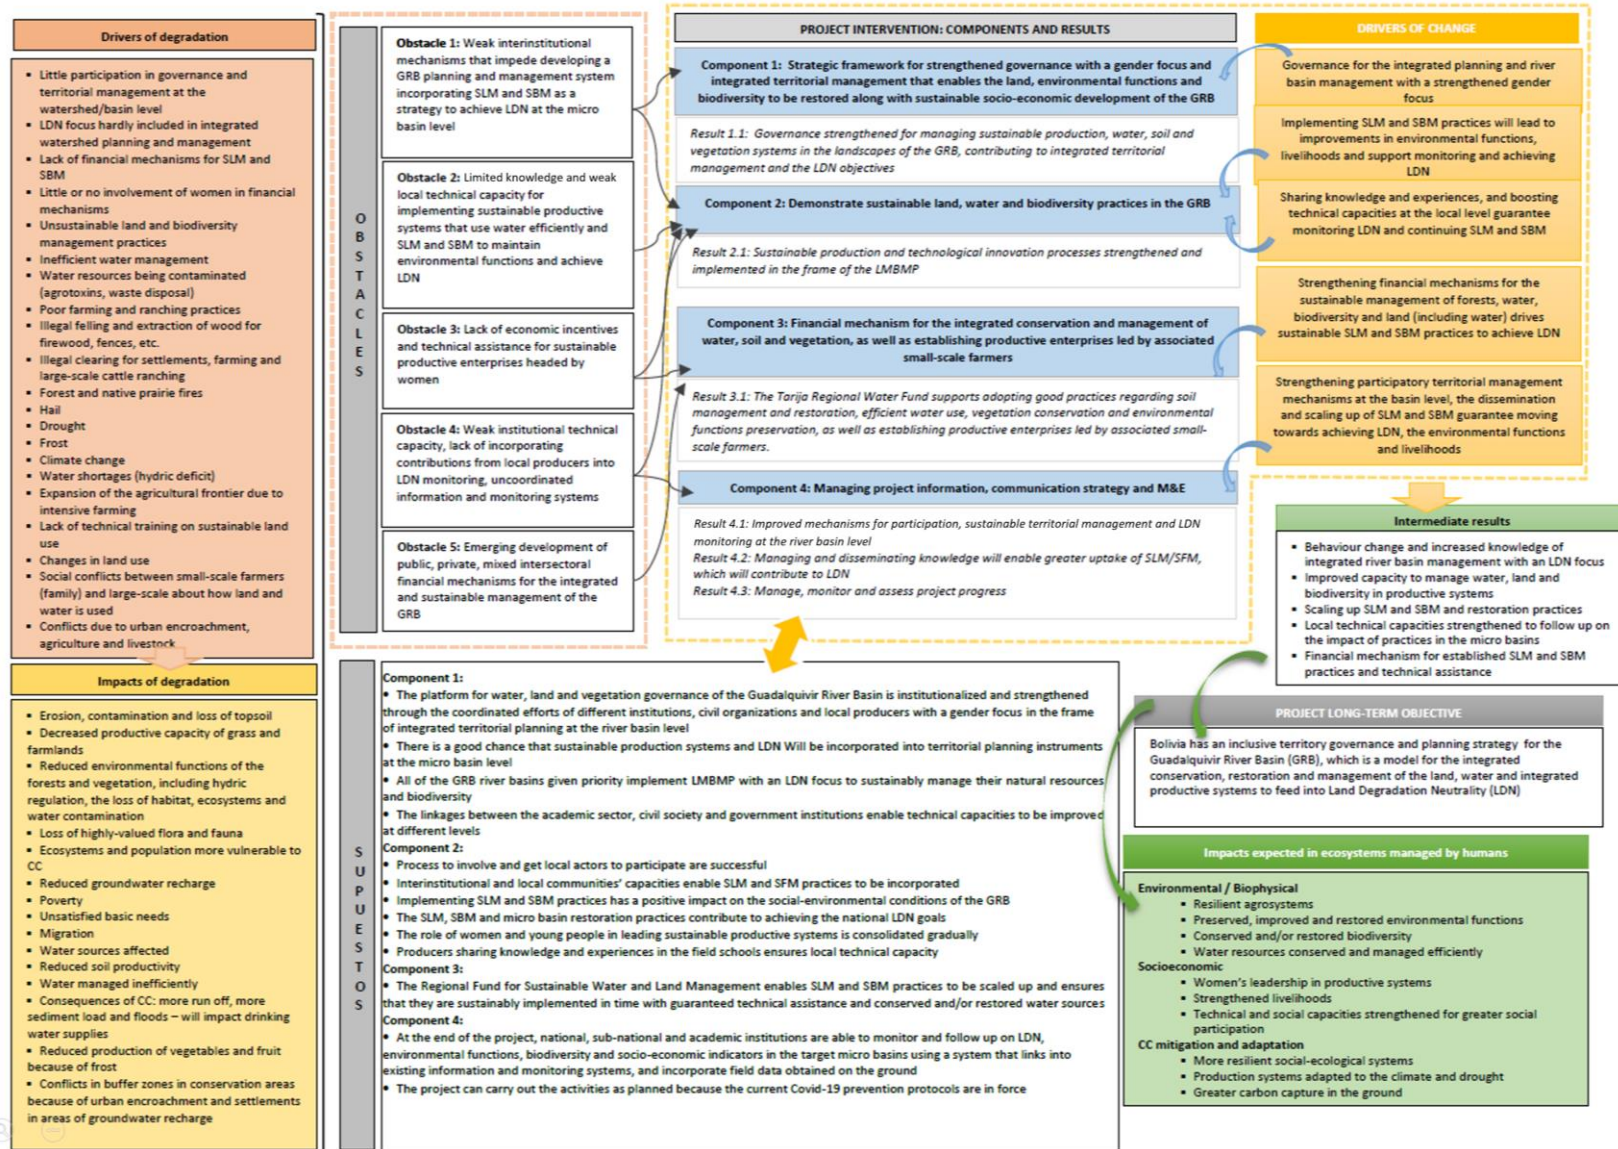 Drivers of degradation
▪ Little participation in governance and
territorial management at the
watershed/basin level
▪ LDN focus hardly included in integrated
watershed planning and management
▪ Lack of financial mechanisms for SLM and
SBM
▪ Little or no involvement of women in financial
mechanisms
▪ Unsustainable land and biodiversity
management practices
▪ Inefficient water management
▪ Water resources being contaminated
(agrotoxins, waste disposal)
▪ Poor farming and ranching practices
▪ Illegal felling and extraction of wood for
firewood, fences, etc.
▪ Illegal clearing for settlements, farming and
large-scale cattle ranching
▪ Forest and native prairie fires
▪ Hail
▪ Drought
▪ Frost
▪ Climate change
▪ Water shortages (hydric deficit)
▪ Expansion of the agricultural frontier due to
intensive farming
▪ Lack of technical training on sustainable land
use
▪ Changes in land use
▪ Social conflicts between small-scale farmers
(family) and large-scale about how land and
water is used
▪ Conflicts due to urban encroachment,
agriculture and livestock
Impacts of degradation
▪ Erosion, contamination and loss of topsoil
▪ Decreased productive capacity of grass and
farmlands
▪ Reduced environmental functions of the
forests and vegetation, including hydric
regulation, the loss of habitat, ecosystems and
water contamination
▪ Loss of highly-valued flora and fauna
▪ Ecosystems and population more vulnerable to
CC
▪ Reduced groundwater recharge
▪ Poverty
▪ Unsatisfied basic needs
▪ Migration
▪ Water sources affected
▪ Reduced soil productivity
▪ Water managed inefficiently
▪ Consequences of CC: more run off, more
sediment load and floods – will impact drinking
water supplies
▪ Reduced production of vegetables and fruit
because of frost
▪ Conflicts in buffer zones in conservation areas
because of urban encroachment and settlements
in areas of groundwater recharge
OBSTACLES
Obstacle 1: Weak interinstitutional
mechanisms that impede developing a
GRB planning and management system
incorporating SLM and SBM as a
strategy to achieve LDN at the micro
basin level
Obstacle 2: Limited knowledge and weak
local technical capacity for
implementing sustainable productive
systems that use water efficiently and
SLM and SBM to maintain
environmental functions and achieve
LDN
Obstacle 3: Lack of economic incentives
and technical assistance for sustainable
productive enterprises headed by
women
Obstacle 4: Weak institutional technical
capacity, lack of incorporating
contributions from local producers into
LDN monitoring, uncoordinated
information and monitoring systems
Obstacle 5: Emerging development of
public, private, mixed intersectoral
financial mechanisms for the integrated
and sustainable management of the
GRB
PROJECT INTERVENTION: COMPONENTS AND RESULTS
Component 1: Strategic framework for strengthened governance with a gender focus and
integrated territorial management that enables the land, environmental functions and
biodiversity to be restored along with sustainable socio-economic development of the GRB
Result 1.1: Governance strengthened for managing sustainable production, water, soil and
vegetation systems in the landscapes of the GRB, contributing to integrated territorial
management and the LDN objectives
Component 2: Demonstrate sustainable land, water and biodiversity practices in the GRB
Result 2.1: Sustainable production and technological innovation processes strengthened and
implemented in the frame of the LMBMP
Component 3: Financial mechanism for the integrated conservation and management of
water, soil and vegetation, as well as establishing productive enterprises led by associated
small-scale farmers
Result 3.1: The Tarija Regional Water Fund supports adopting good practices regarding soil
management and restoration, efficient water use, vegetation conservation and environmental
functions preservation, as well as establishing productive enterprises led by associated small-
scale farmers.
Component 4: Managing project information, communication strategy and M&E
Result 4.1: Improved mechanisms for participation, sustainable territorial management and LDN
monitoring at the river basin level
Result 4.2: Managing and disseminating knowledge will enable greater uptake of SLM/SFM,
which will contribute to LDN
Result 4.3: Manage, monitor and assess project progress
DRIVERS OF CHANGE
Governance for the integrated planning and river
basin management with a strengthened gender
focus
Implementing SLM and SBM practices will lead to
improvements in environmental functions,
livelihoods and support monitoring and achieving
LDN
Sharing knowledge and experiences, and boosting
technical capacities at the local level guarantee
monitoring LDN and continuing SLM and SBM
Strengthening financial mechanisms for the
sustainable management of forests, water,
biodiversity and land (including water) drives
sustainable SLM and SBM practices to achieve LDN
Strengthening participatory territorial management
mechanisms at the basin level, the dissemination
and scaling up of SLM and SBM guarantee moving
towards achieving LDN, the environmental functions
and livelihoods
Intermediate results
▪ Behaviour change and increased knowledge of
integrated river basin management with an LDN focus
▪ Improved capacity to manage water, land and
biodiversity in productive systems
▪ Scaling up SLM and SBM and restoration practices
▪ Local technical capacities strengthened to follow up on
the impact of practices in the micro basins
▪ Financial mechanism for established SLM and SBM
practices and technical assistance
PROJECT LONG-TERM OBJECTIVE
Bolivia has an inclusive territory governance and planning strategy for the
Guadalquivir River Basin (GRB), which is a model for the integrated
conservation, restoration and management of the land, water and integrated
productive systems to feed into Land Degradation Neutrality (LDN)
Impacts expected in ecosystems managed by humans
Environmental / Biophysical
▪ Resilient agrosystems
▪ Preserved, improved and restored environmental functions
▪ Conserved and/or restored biodiversity
▪ Water resources conserved and managed efficiently
Socioeconomic
▪ Women's leadership in productive systems
▪ Strengthened livelihoods
▪ Technical and social capacities strengthened for greater social
participation
CC mitigation and adaptation
▪ More resilient social-ecological systems
▪ Production systems adapted to the climate and drought
▪ Greater carbon capture in the ground
SUPUESTOS
Component 1:
• The platform for water, land and vegetation governance of the Guadalquivir River Basin is institutionalized and strengthened
through the coordinated efforts of different institutions, civil organizations and local producers with a gender focus in the frame
of integrated territorial planning at the river basin level
• There is a good chance that sustainable production systems and LDN Will be incorporated into territorial planning instruments
at the micro basin level
• All of the GRB river basins given priority implement LMBMP with an LDN focus to sustainably manage their natural resources
and biodiversity
• The linkages between the academic sector, civil society and government institutions enable technical capacities to be improved
at different levels
Component 2:
• Process to involve and get local actors to participate are successful
• Interinstitutional and local communities' capacities enable SLM and SFM practices to be incorporated
• Implementing SLM and SBM practices has a positive impact on the social-environmental conditions of the GRB
• The SLM, SBM and micro basin restoration practices contribute to achieving the national LDN goals
• The role of women and young people in leading sustainable productive systems is consolidated gradually
• Producers sharing knowledge and experiences in the field schools ensures local technical capacity
Component 3:
• The Regional Fund for Sustainable Water and Land Management enables SLM and SBM practices to be scaled up and ensures
that they are sustainably implemented in time with guaranteed technical assistance and conserved and/or restored water sources
Component 4:
• At the end of the project, national, sub-national and academic institutions are able to monitor and follow up on LDN,
environmental functions, biodiversity and socio-economic indicators in the target micro basins using a system that links into
existing information and monitoring systems, and incorporate field data obtained on the ground
• The project can carry out the activities as planned because the current Covid-19 prevention protocols are in force